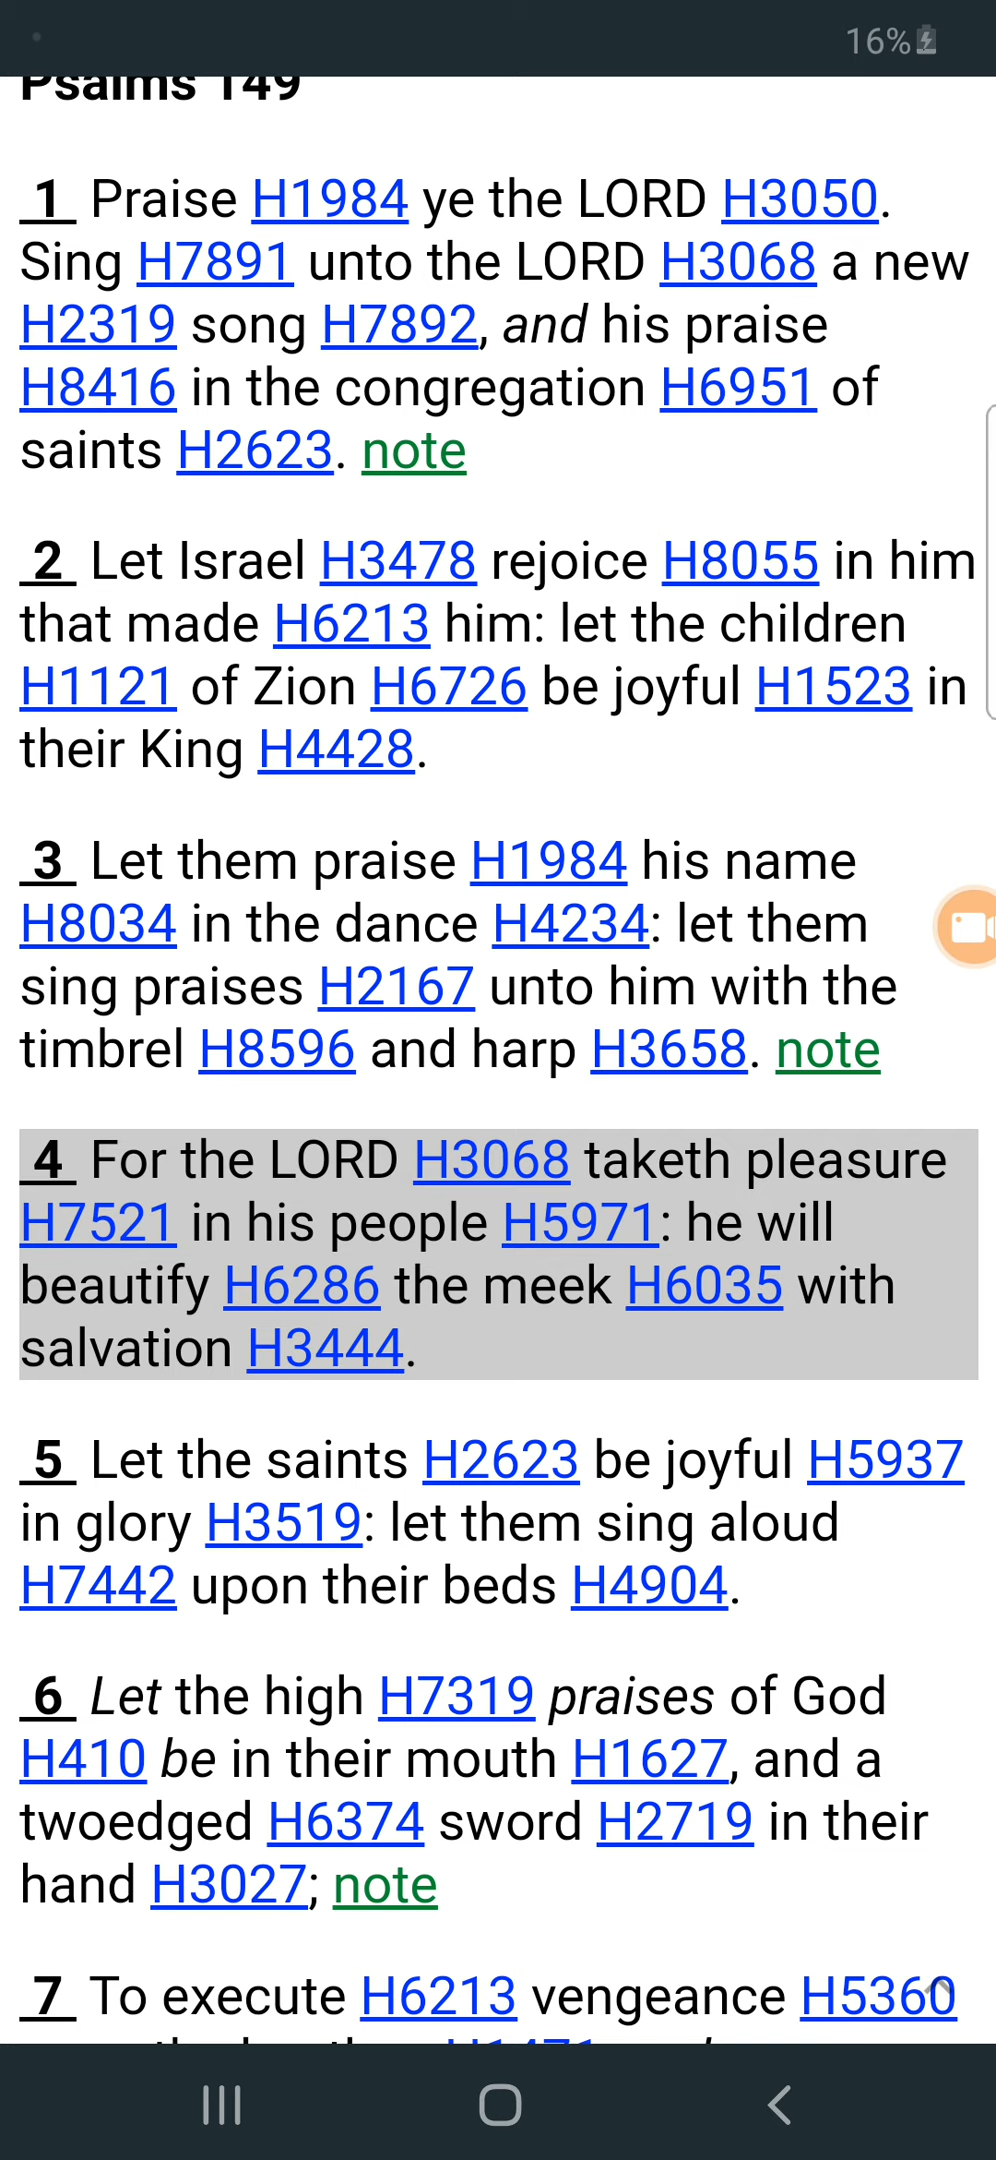 16%
Psalms 149
1 Praise H1984 ye the LORD H3050.
Sing H7891 unto the LORD H3068 a new
H2319 song H7892, and his praise
H8416 in the congregation H6951 of
saints H2623. note
2 Let Israel H3478 rejoice H8055 in him
that made H6213 him: let the children
H1121 of Zion H6726 be joyful H1523 in
their King H4428.
3 Let them praise H1984 his name
H8034 in the dance H4234: let them
sing praises H2167 unto him with the
timbrel H8596 and harp H3658. note
4 For the LORD H3068 taketh pleasure
H7521 in his people H5971: he will
beautify H6286 the meek H6035 with
salvation H3444.
5 Let the saints H2623 be joyful H5937
in glory H3519: let them sing aloud
H7442 upon their beds H4904.
6 Let the high H7319 praises of God
H410 be in their mouth H1627, and a
twoedged H6374 sword H2719 in their
hand H3027; note
7 To execute H6213 vengeance H5360